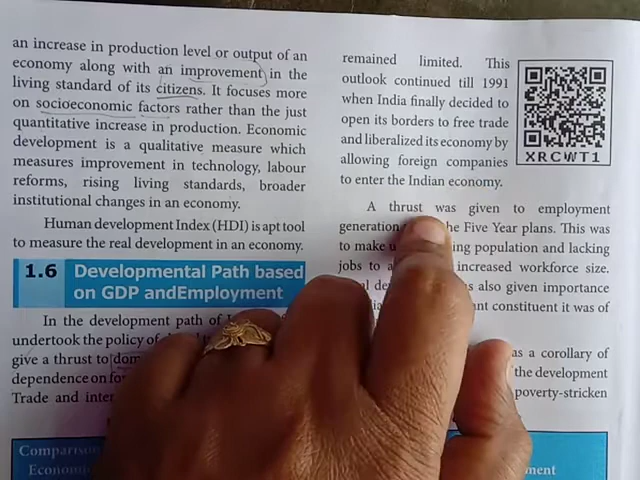 an increase in production level or output of an
economy along with an improvement in the
living standard of its citizens. It focuses more
on socioeconomic factors rather than the just
quantitative increase in production. Economic
development is a qualitative measure which
measures improvement in technology, labour
reforms, rising living standards, broader
institutional changes in an economy.
Human development Index (HDI) is apt tool
to measure the real development in an economy.
1.6 Developmental Path based
on GDP andEmployment
In the development path of
undertook the policy of
give a thrust to
dependence on
Trade and
Comparison
Economic
remained limited. This
outlook continued till 1991
when India finally decided to
open its borders to free trade
and liberalized its economy by
allowing foreign companies
to enter the Indian economy.
XRCWT1
A thrust was given to employment
generation the Five Year plans. This was
to make population and lacking
jobs to increased workforce size.
also given importance
constituent it was of
as a corollary of
the development
poverty-stricken